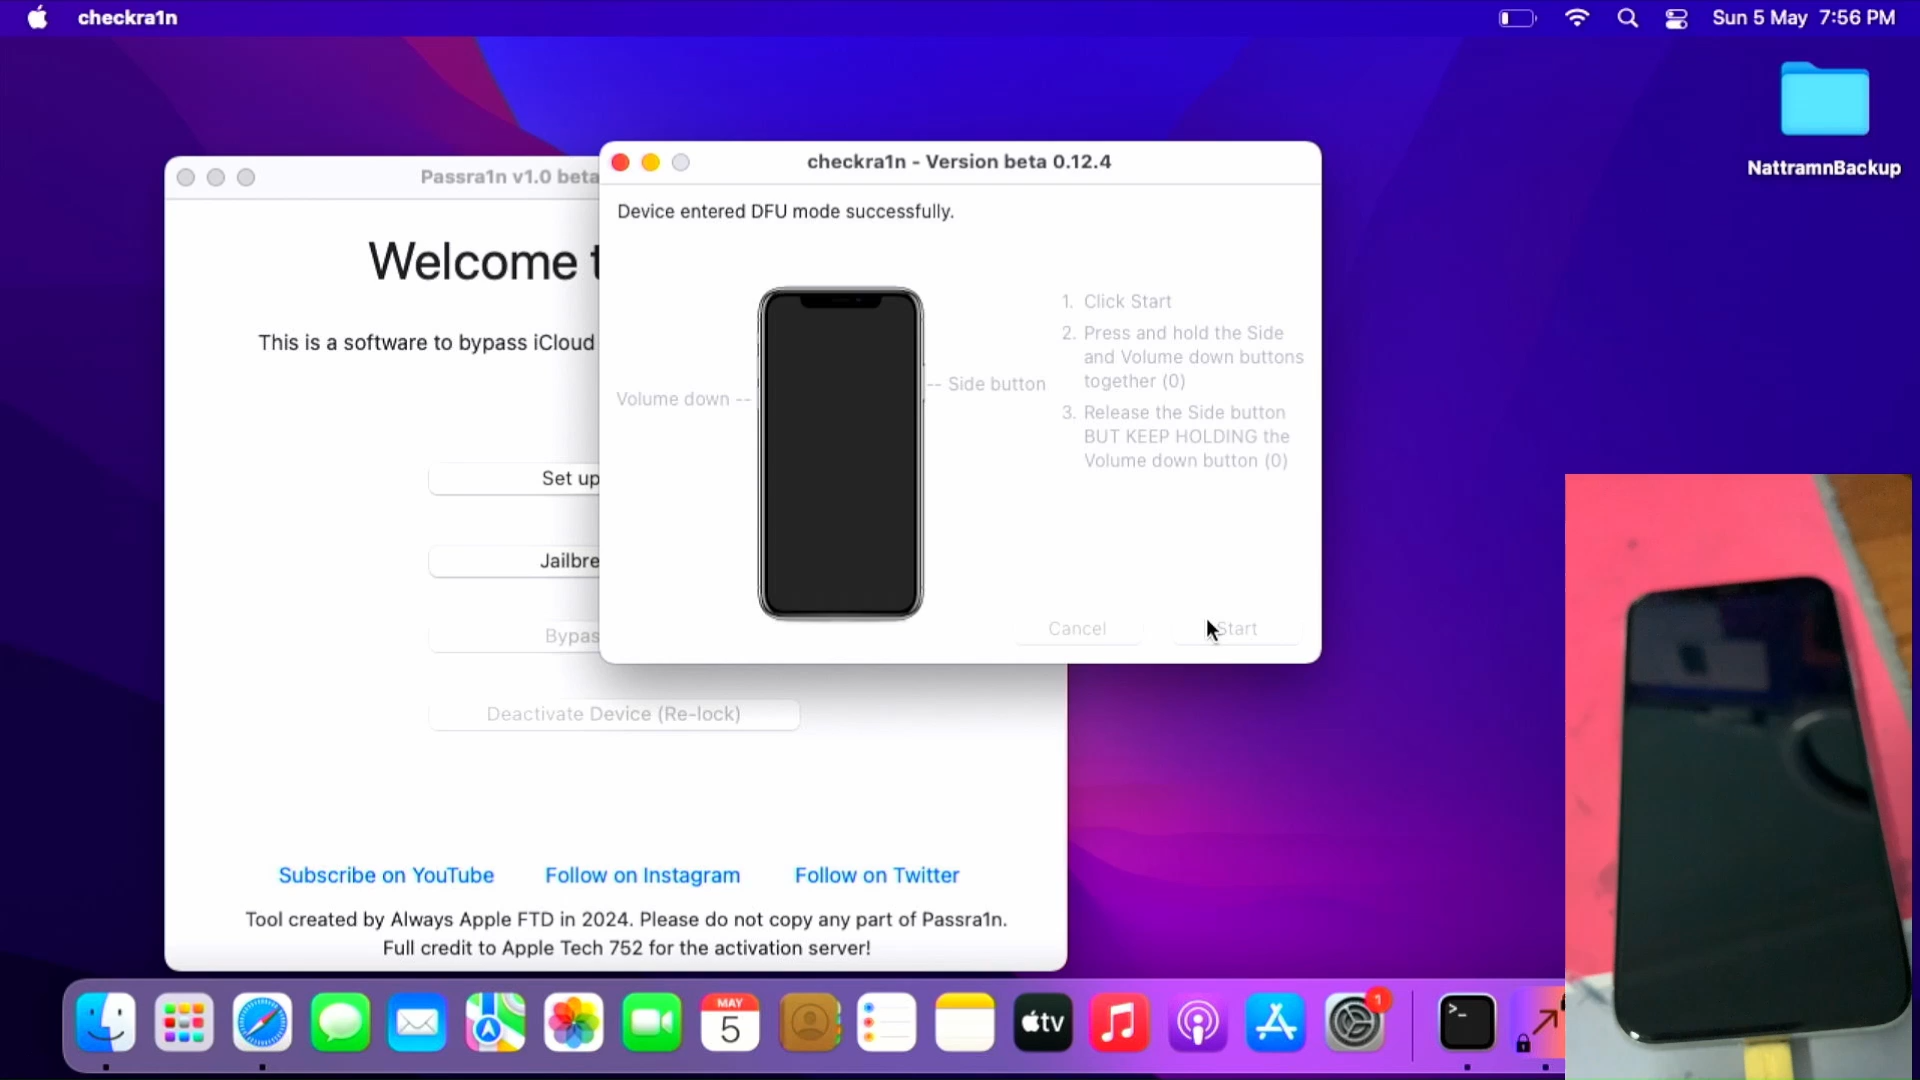 checkra1n
Sun 5 May 7:56 PM
NattramnBackup
Passra1n v1.0 beta
Welcome t
This is a software to bypass iCloud
Set up
Jailbre
Bypas
Deactivate Device (Re-lock)
Subscribe on YouTube Follow on Instagram Follow on Twitter
Tool created by Always Apple FTD in 2024. Please do not copy any part of Passra1n.
Full credit to Apple Tech 752 for the activation server!
checkra1n - Version beta 0.12.4
Device entered DFU mode successfully.
Volume down --
-- Side button
1. Click Start
2. Press and hold the Side
and Volume down buttons
together (0)
3. Release the Side button
BUT KEEP HOLDING the
Volume down button (0)
Cancel
Start
MAY
5
tv
1
>_